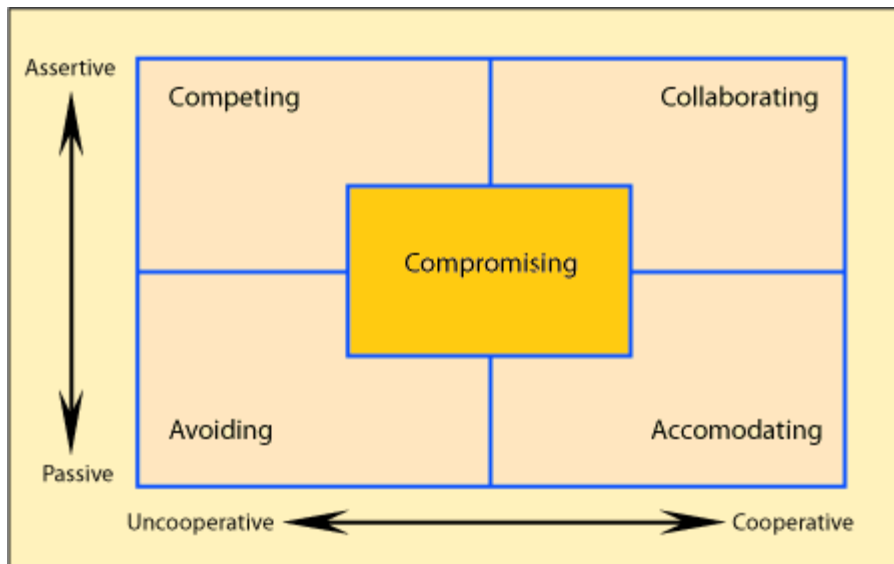 Assertive
Competing
Collaborating
Compromising
Avoiding
Accomodating
Passive
Uncooperative
Cooperative